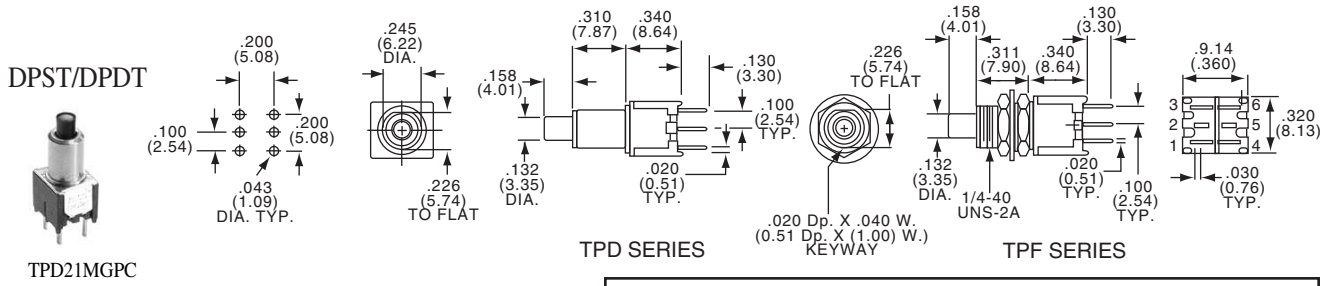 DPST/DPDT
TPD21MGPC
.200
(5.08)
.100
(2.54)
.200
(5.08)
.043
(1.09)
DIA. TYP.
.245
(6.22)
DIA.
.226
(5.74)
TO FLAT
.310
(7.87)
.340
(8.64)
.158
(4.01)
.130
(3.30)
.100
(2.54)
TYP.
.132
(3.35)
DIA.
.020
(0.51)
TYP.
TPD SERIES
.226
(5.74)
TO FLAT
.020 Dp. X .040 W.
(0.51 Dp. X (1.00) W.)
KEYWAY
.158
(4.01)
.311
(7.90)
.340
(8.64)
.130
(3.30)
.132
(3.35)
DIA.
1/4-40
UNS-2A
.020
(0.51)
TYP.
.100
(2.54)
TYP.
TPF SERIES
.9.14
(.360)
3 6
2 5
1 4
.320
(8.13)
.030
(0.76)
TYP.